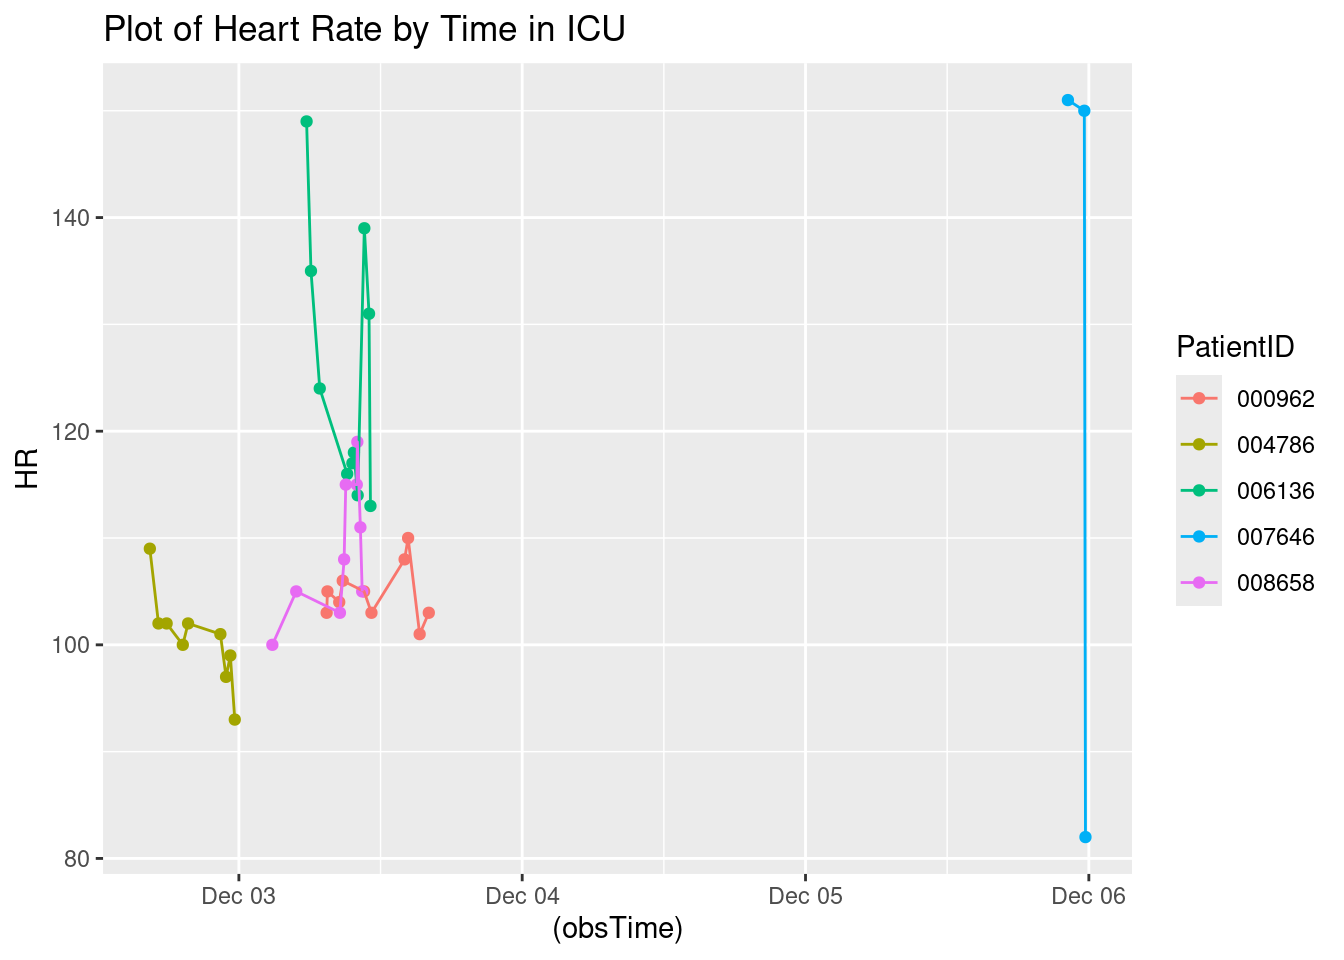 Plot of Heart Rate by Time in ICU
HR
140
120
100
80
Dec 03
Dec 04
Dec 05
Dec 06
(obsTime)
PatientID
000962
004786
006136
007646
008658